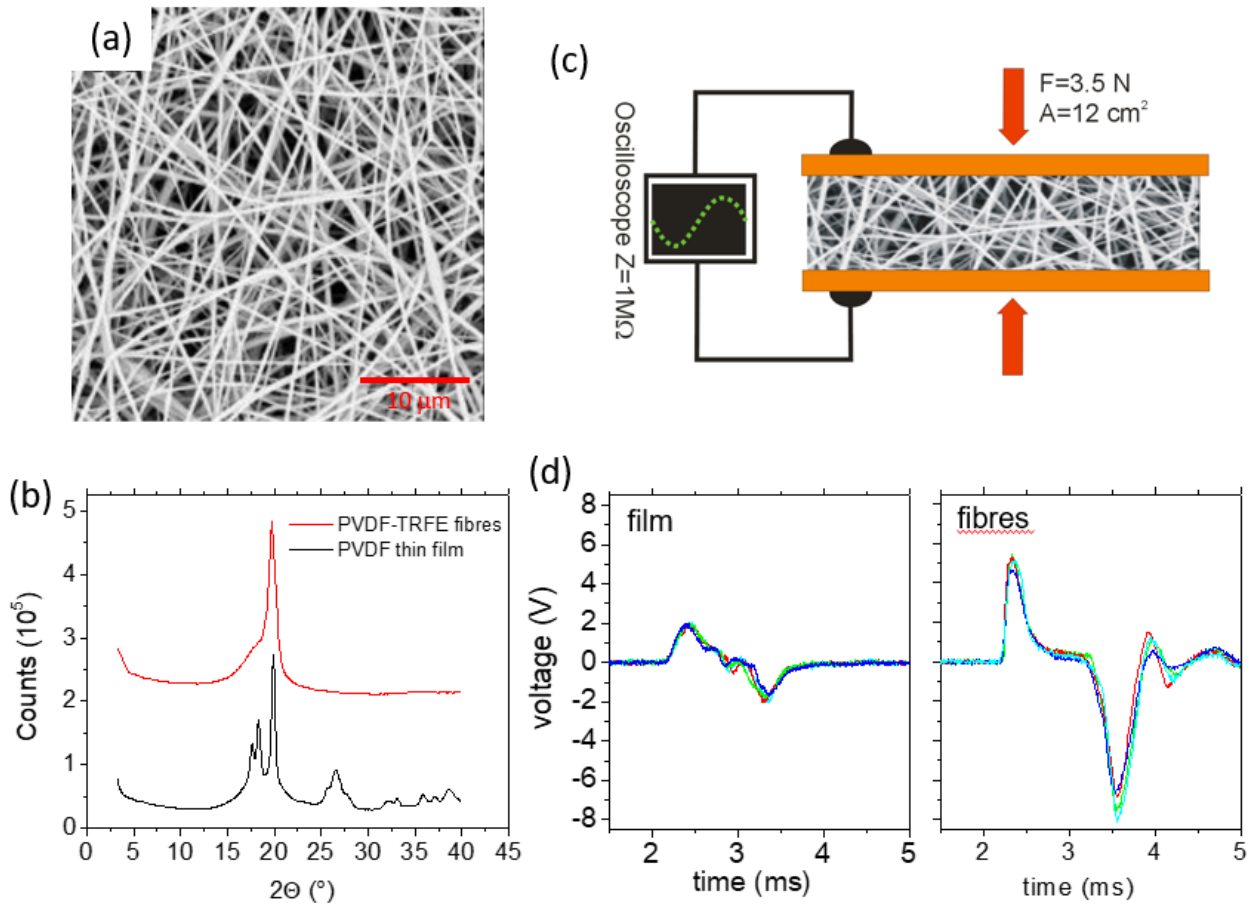 (a)
10 μm
(c)
F=3.5 N
A=12 cm²
Oscilloscope Z=1MΩ
(b)
PVDF-TRFE fibres
PVDF thin film
5
4
3
2
1
0
Counts (10⁵)
0 5 10 15 20 25 30 35 40 45
2Θ (°)
(d)
film
fibres
8
6
4
2
0
-2
-4
-6
-8
voltage (V)
2 3 4 5
time (ms)
2 3 4 5
time (ms)